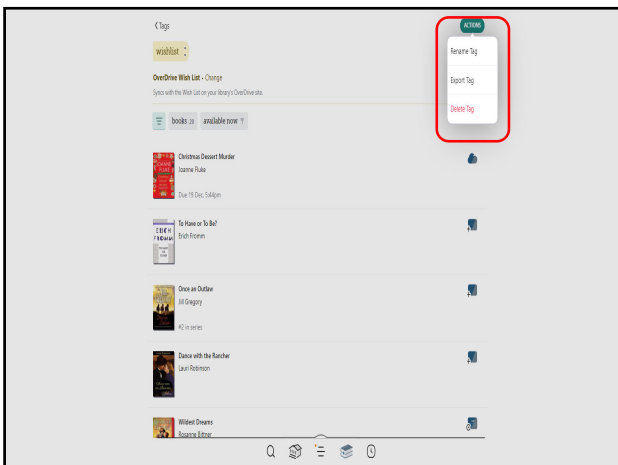 Tags
ACTIONS
wishlist
Rename Tag
Export Tag
Delete Tag
OverDrive Wish List - Change
Syncs with the Wish List on your library's OverDrive site.
books 28 available now ?
Christmas Dessert Murder
Joanne Fluke
Due 19 Dec, 5:44pm
JOANNE
FLUKE
To Have or To Be?
Erich Fromm
ERICH
FROMM
Once an Outlaw
Jill Gregory
#2 in series
Dance with the Rancher
Lauri Robinson
Wildest Dreams
Rosanne Bittner